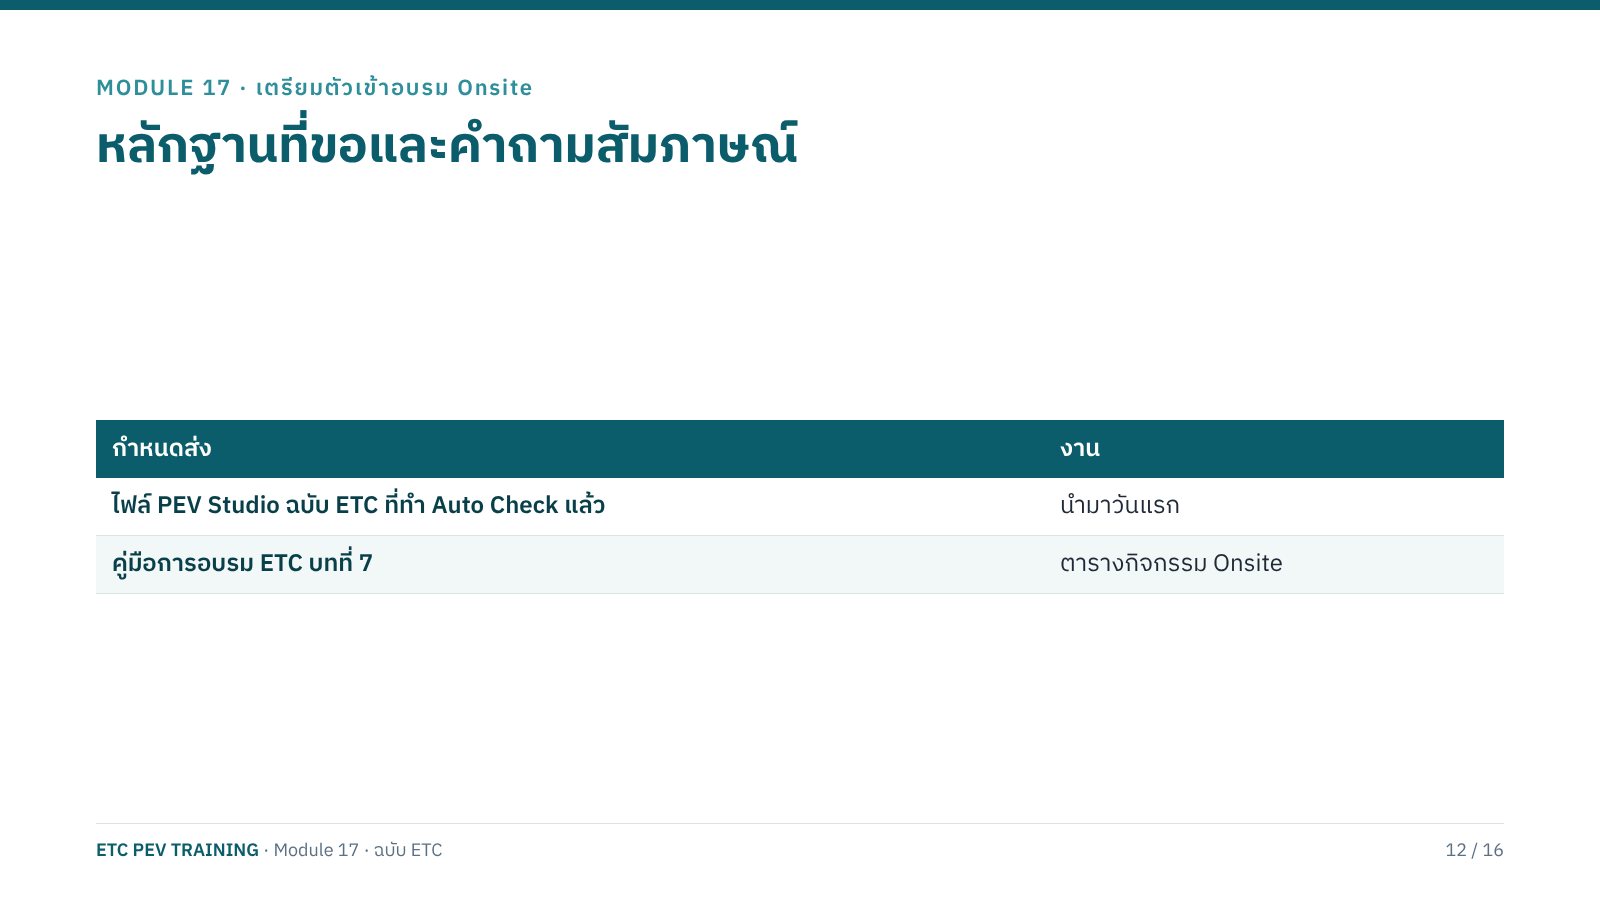 MODULE 17 · เตรียมตัวเข้าอบรม Onsite
หลักฐานที่ขอและคำถามสัมภาษณ์
กำหนดส่ง งาน
ไฟล์ PEV Studio ฉบับ ETC ที่ทำ Auto Check แล้ว นำมาวันแรก
คู่มือการอบรม ETC บทที่ 7 ตารางกิจกรรม Onsite
ETC PEV TRAINING · Module 17 · ฉบับ ETC 12 / 16